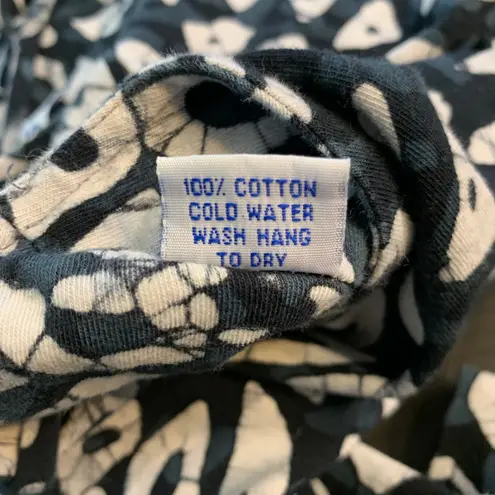 100% COTTON
COLD WATER
WASH HANG
TO DRY